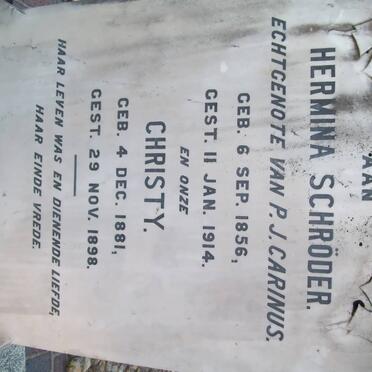 AAN
HERMINA SCHRÖDER.
ECHTGENOTE VAN P. J. CARINUS.
GEB. 6 SEP. 1856,
GEST. 11 JAN. 1914.
EN ONZE
CHRISTY.
GEB. 4 DEC. 1881,
GEST. 29 NOV. 1898.
HAAR LEVEN WAS EN DIENENDE LIEFDE,
HAAR EINDE VREDE.